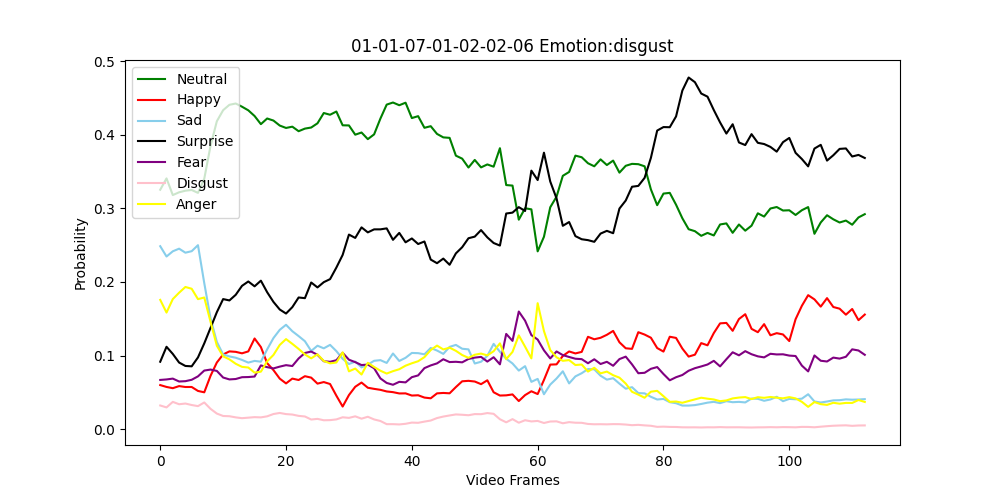 01-01-07-01-02-02-06 Emotion:disgust
Neutral
Happy
Sad
Surprise
Fear
Disgust
Anger
Probability
0.5
0.4
0.3
0.2
0.1
0.0
0 20 40 60 80 100
Video Frames